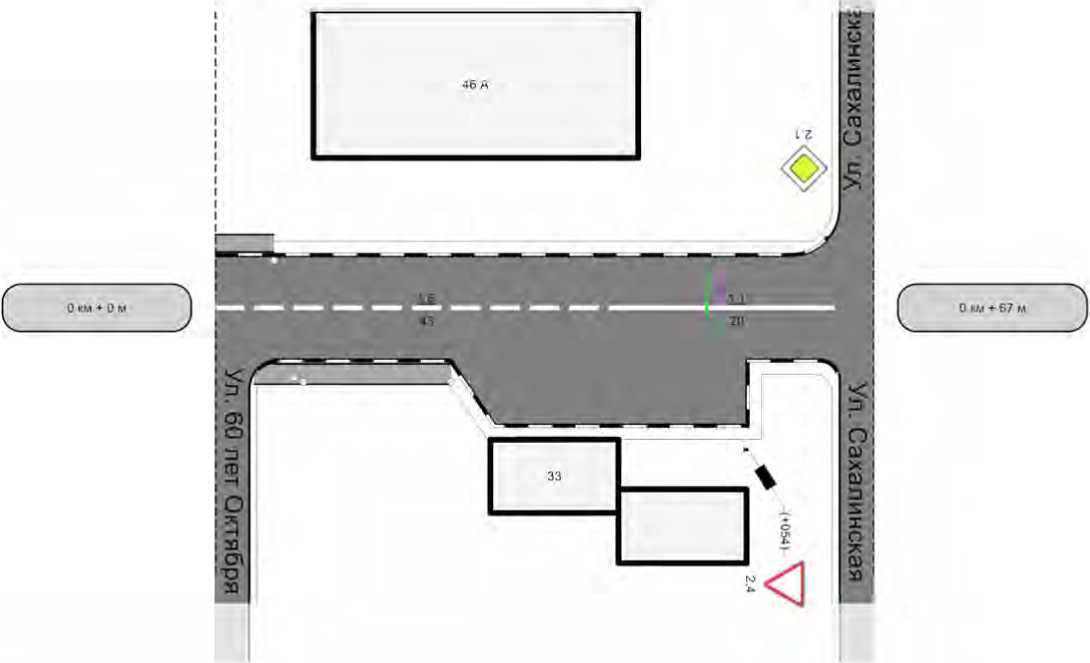 46 А
2.1
Ул. Сахалинска
0 км + 0 м
1.6
43
1.1
20
0 км + 67 м
Ул. 60 лет Октября
33
(+054)
2.4
Ул. Сахалинская